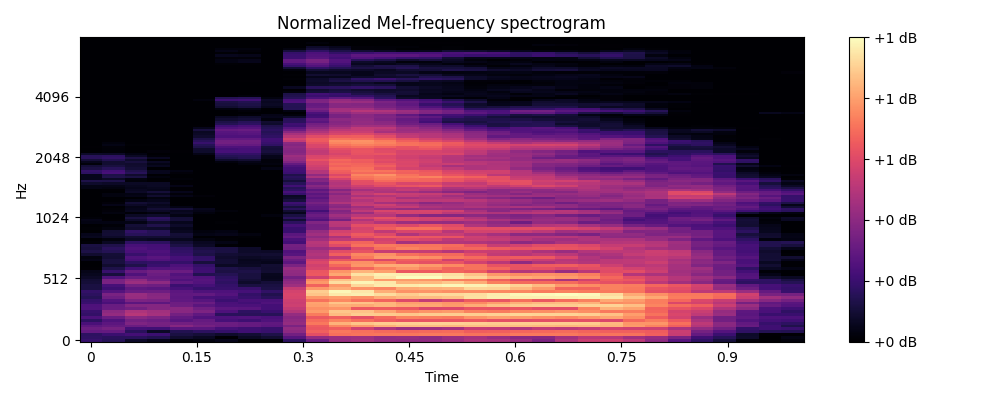 Normalized Mel-frequency spectrogram
+1 dB
4096
+1 dB
2048
+1 dB
Hz
1024
+0 dB
512
+0 dB
0
+0 dB
0 0.15 0.3 0.45 0.6 0.75 0.9
Time